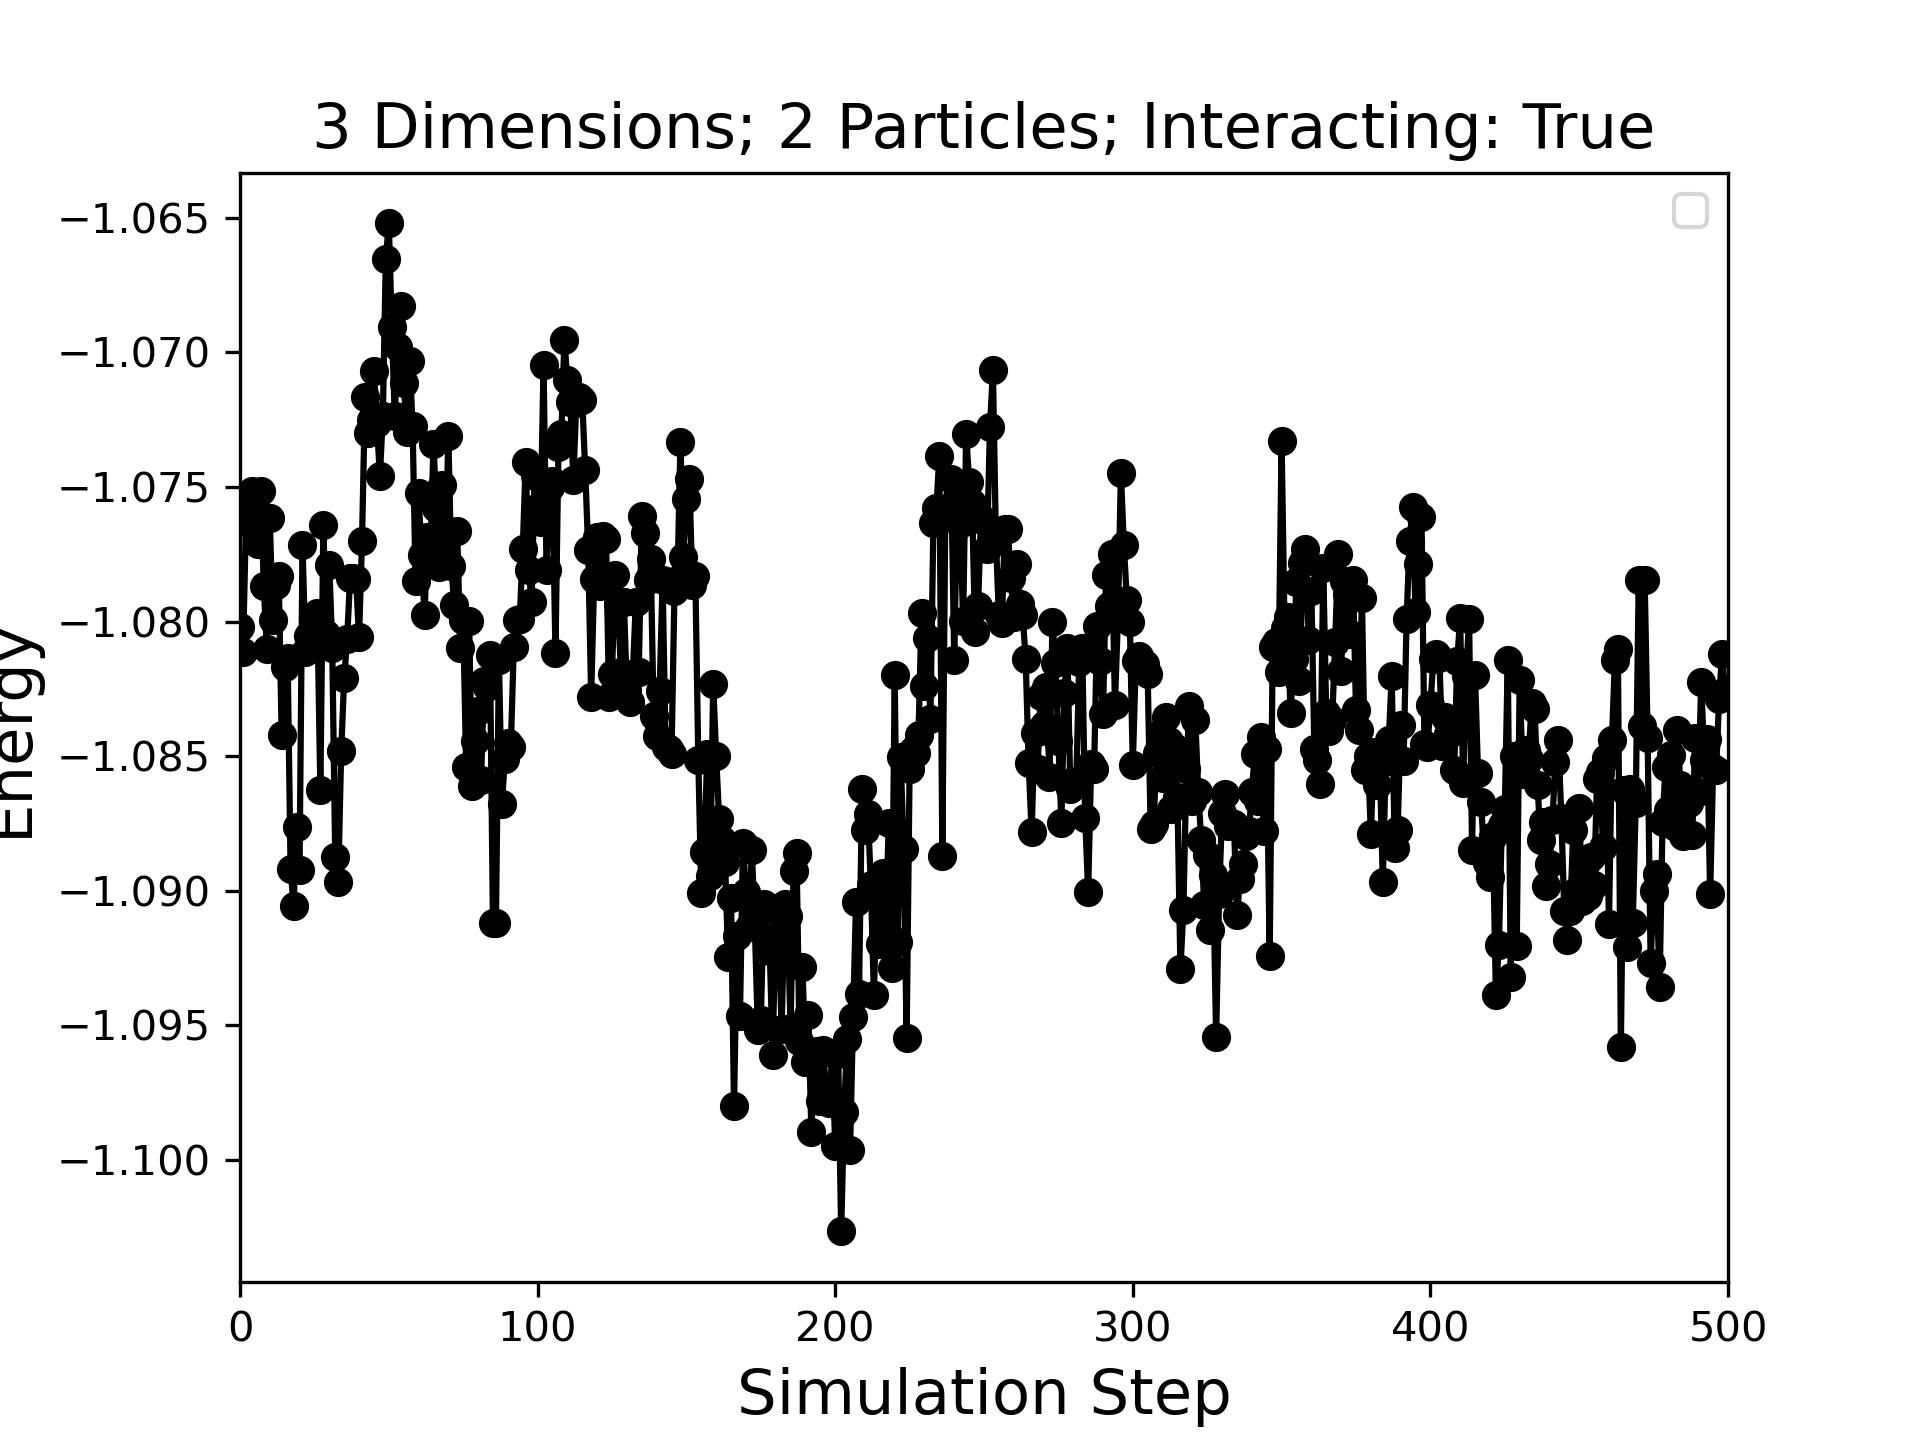 3 Dimensions; 2 Particles; Interacting: True
Energy
−1.065
−1.070
−1.075
−1.080
−1.085
−1.090
−1.095
−1.100
0 100 200 300 400 500
Simulation Step